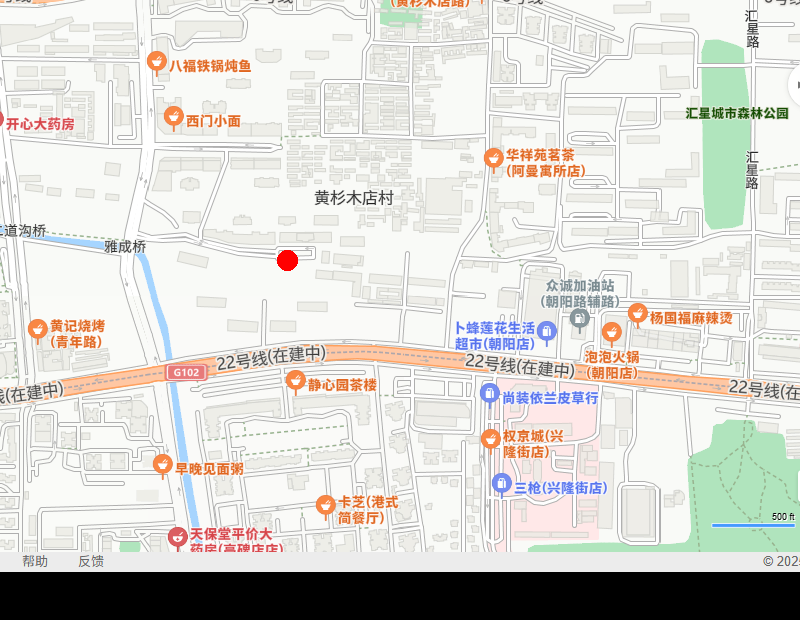 (黄杉木店路)
汇星路
八福铁锅炖鱼
西门小面
开心大药房
汇星城市森林公园
华祥苑茗茶
(阿曼寓所店)
汇星路
黄杉木店村
二道沟桥
雅成桥
众诚加油站
(朝阳路辅路)
杨国福麻辣烫
黄记烧烤
(青年路)
卜蜂莲花生活
超市(朝阳店)
泡泡火锅
(朝阳店)
22号线(在建中)
22号线(在建中)
G102
静心园茶楼
22号线(在
线(在建中)
尚装依兰皮草行
权京城(兴
隆街店)
早晚见面粥
三枪(兴隆街店)
卡芝(港式
简餐厅)
500 ft
天保堂平价大
药房(高碑店店)
帮助
反馈
© 202